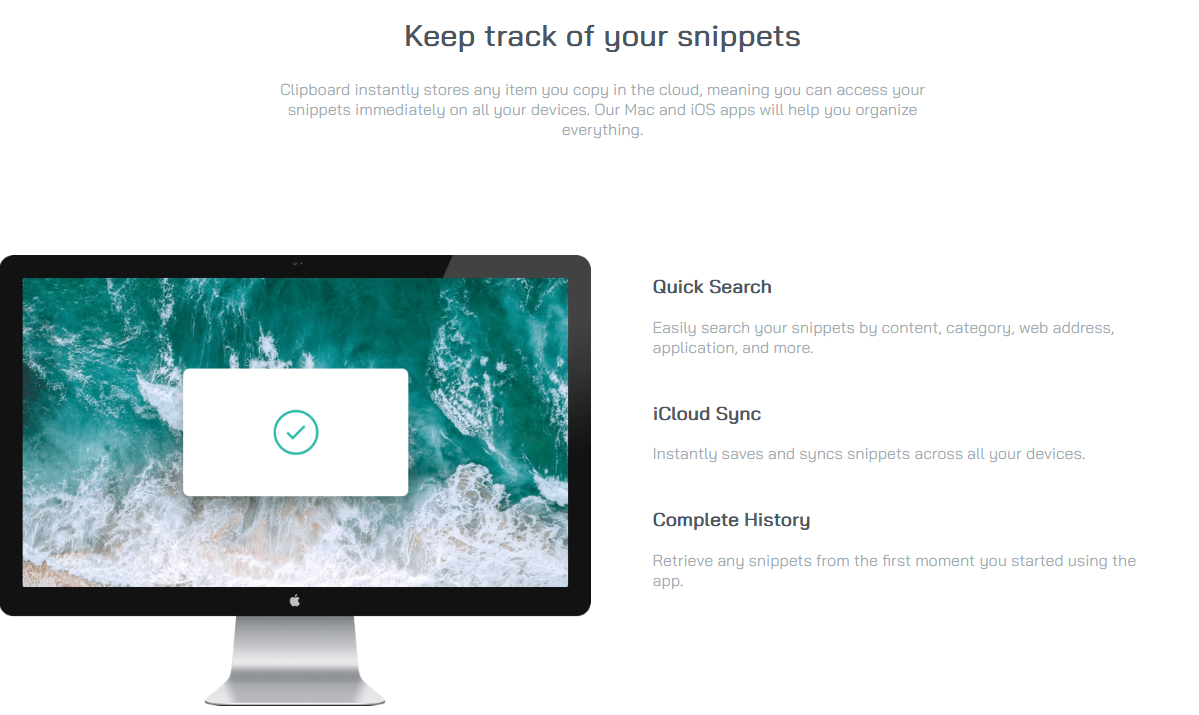 Keep track of your snippets
Clipboard instantly stores any item you copy in the cloud, meaning you can access your
snippets immediately on all your devices. Our Mac and iOS apps will help you organize
everything.
Quick Search
Easily search your snippets by content, category, web address,
application, and more.
iCloud Sync
Instantly saves and syncs snippets across all your devices.
Complete History
Retrieve any snippets from the first moment you started using the
app.